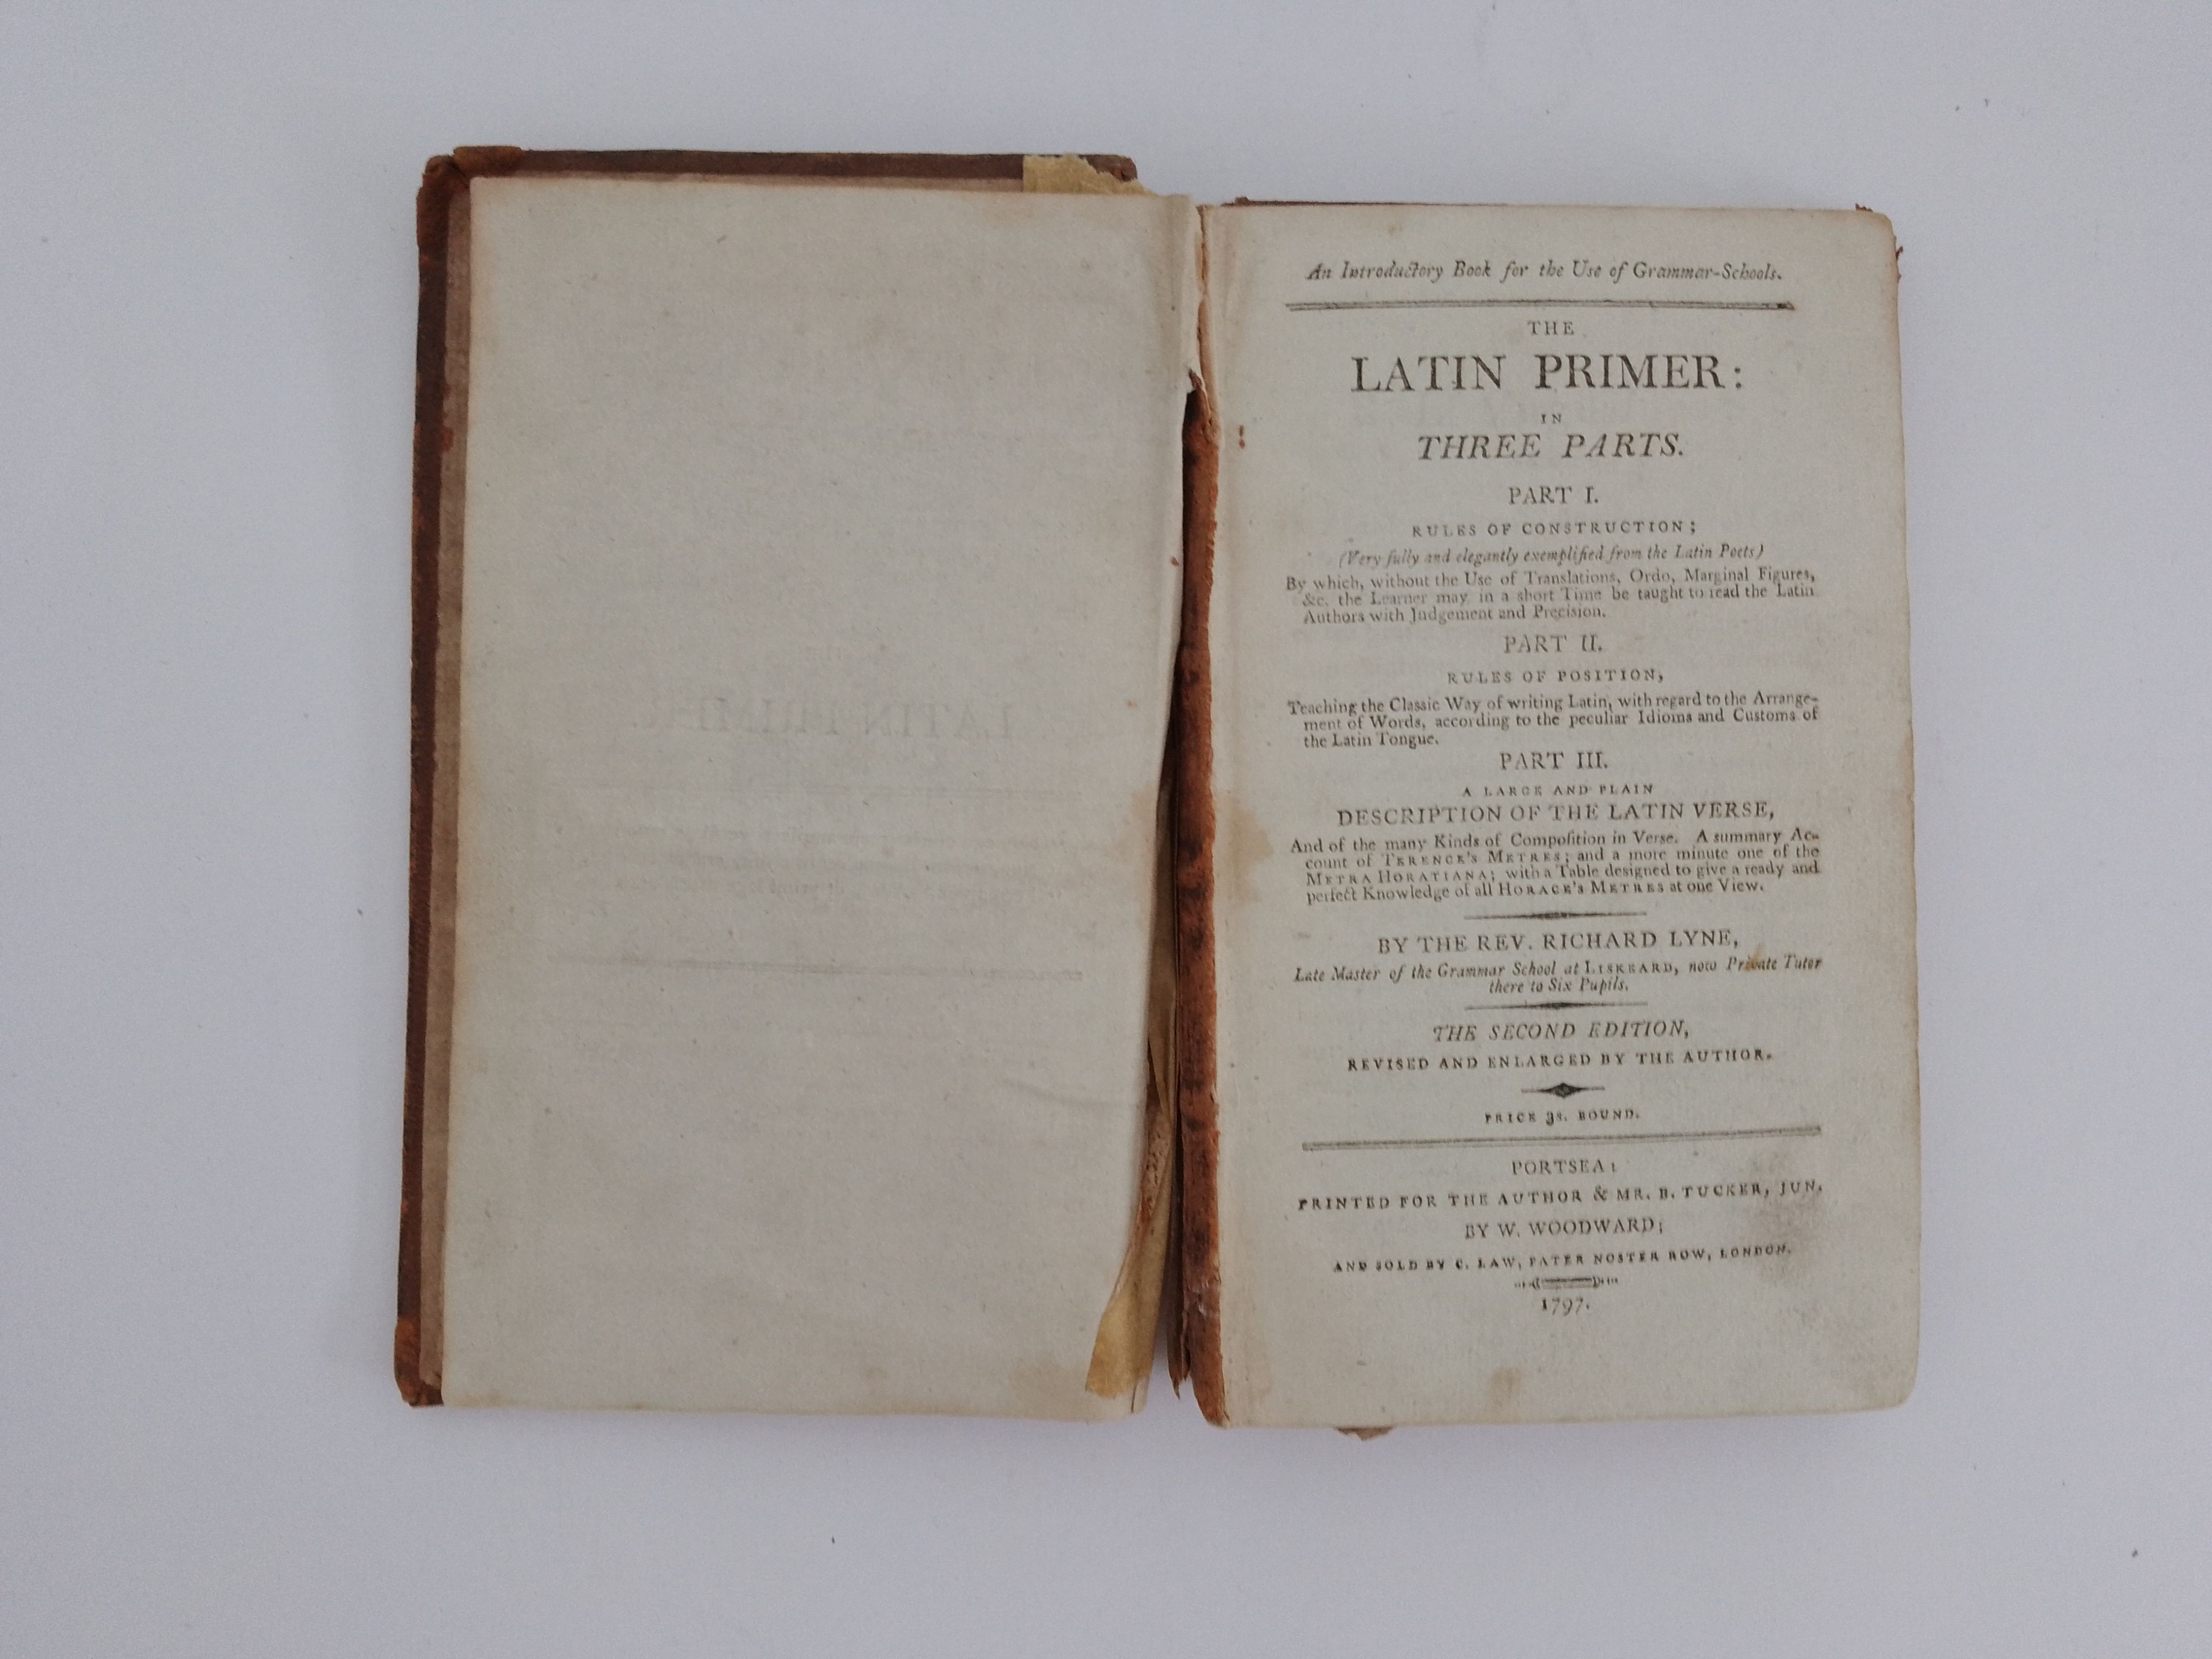 An Introductory Book for the Use of Grammar-Schools.
THE
LATIN PRIMER:
IN
THREE PARTS.
PART I.
RULES OF CONSTRUCTION;
(Very fully and elegantly exemplified from the Latin Poets)
By which, without the Use of Translations, Ordo, Marginal Figures,
&c. the Learner may in a short Time be taught to read the Latin
Authors with Judgement and Precision.
PART II.
RULES OF POSITION,
Teaching the Classic Way of writing Latin, with regard to the Arrange-
ment of Words, according to the peculiar Idioms and Customs of
the Latin Tongue.
PART III.
A LARGE AND PLAIN
DESCRIPTION OF THE LATIN VERSE,
And of the many Kinds of Compoſition in Verse. A summary Ac-
count of TERENCE'S METRES; and a more minute one of the
METRA HORATIANA; with a Table designed to give a ready and
perfect Knowledge of all HORACE'S METRES at one View.
BY THE REV. RICHARD LYNE,
Late Master of the Grammar School at LISKEARD, now Private Tutor
there to Six Pupils.
THE SECOND EDITION,
REVISED AND ENLARGED BY THE AUTHOR.
PRICE 3s. BOUND.
PORTSEA:
PRINTED FOR THE AUTHOR & MR. B. TUCKER, JUN.
BY W. WOODWARD;
AND SOLD BY C. LAW, PATER NOSTER ROW, LONDON.
1797.